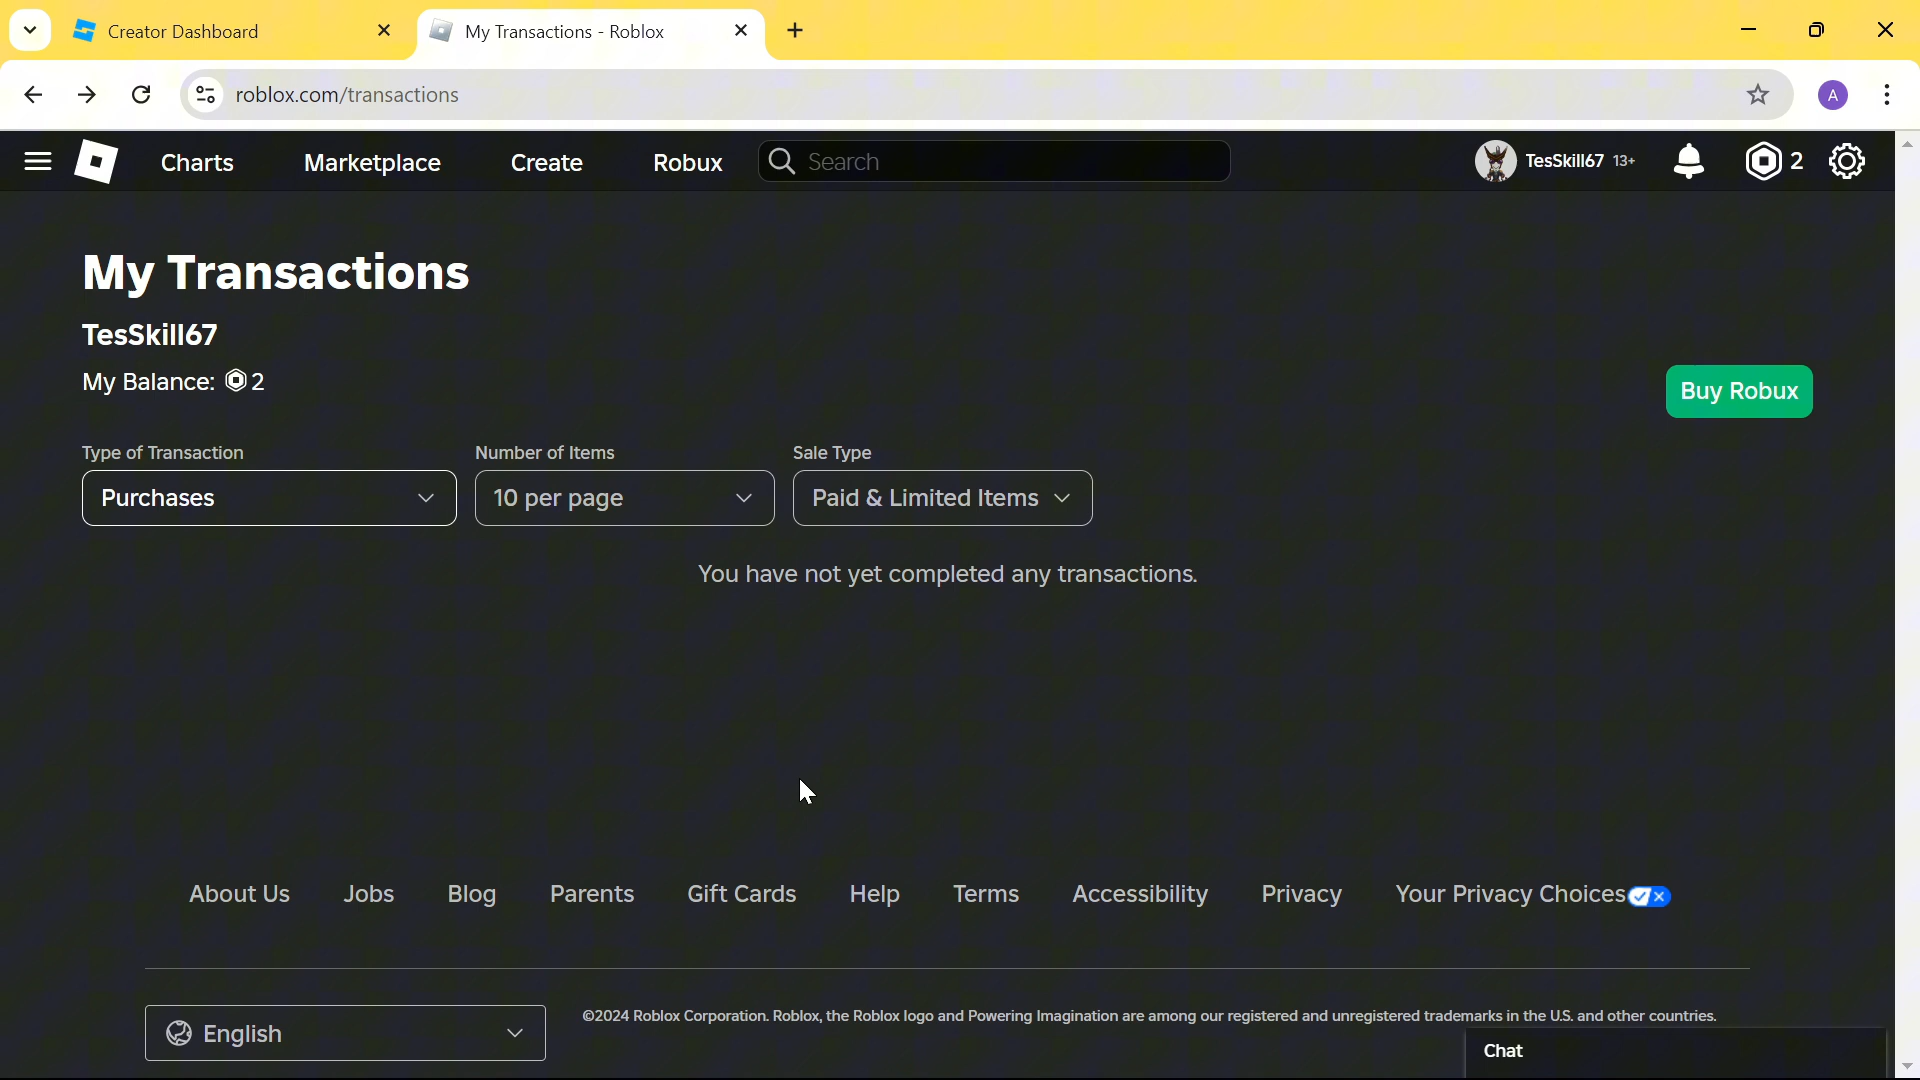 Creator Dashboard
My Transactions - Roblox
roblox.com/transactions
A
Charts
Marketplace
Create
Robux
Search
TesSkill67 13+
2
My Transactions
TesSkill67
My Balance: 2
Buy Robux
Type of Transaction
Number of Items
Sale Type
Purchases
10 per page
Paid & Limited Items
You have not yet completed any transactions.
About Us
Jobs
Blog
Parents
Gift Cards
Help
Terms
Accessibility
Privacy
Your Privacy Choices
English
©2024 Roblox Corporation. Roblox, the Roblox logo and Powering Imagination are among our registered and unregistered trademarks in the U.S. and other countries.
Chat